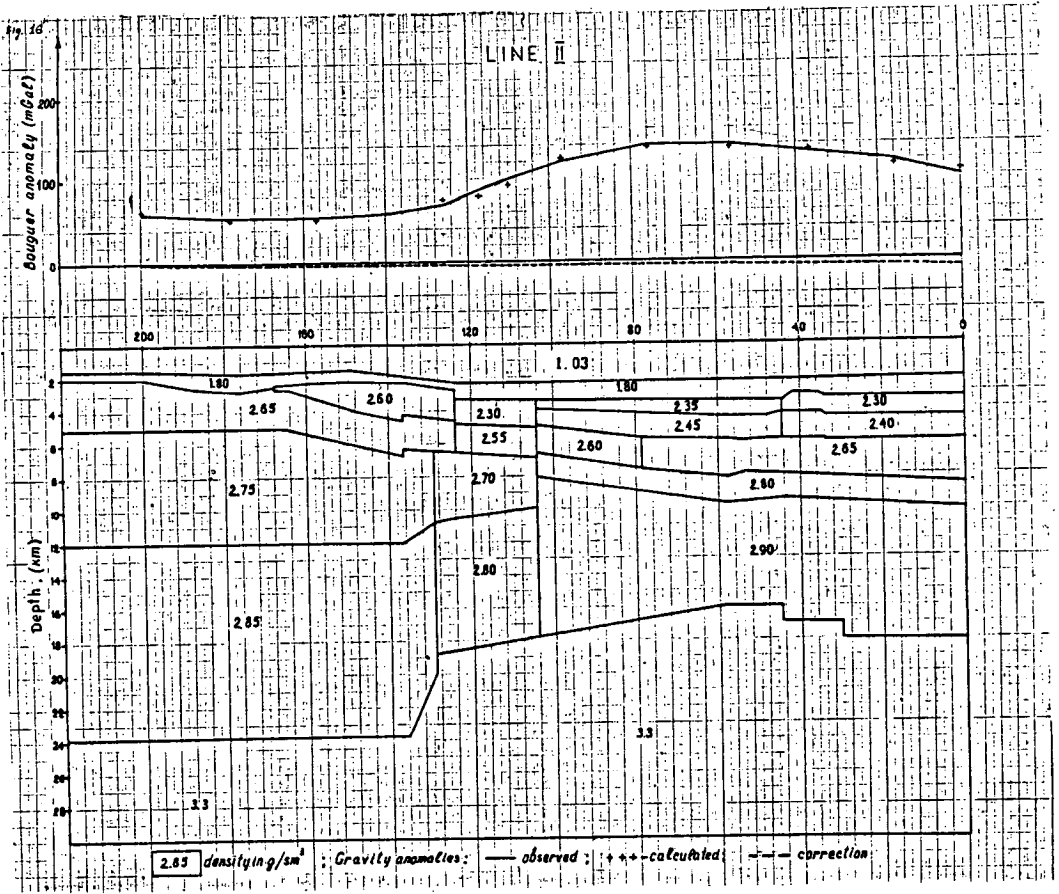 Fig. 16
LINE II
Bouguer anomaly (mGal)
200
100
0
200 160 120 80 40 0
1.03
1.80 1.80
2.60 2.30 2.35 2.30
2.65 2.45 2.40
2.55 2.60 2.65
2.75 2.70 2.80
2.80 2.90
2.85
3.3
3.3
Depth, (km)
2
4
6
8
10
12
14
16
18
20
22
24
26
28
2.65 density in g/sm³ ; Gravity anomalies: —— observed ; +++ -calculated; ---- correction